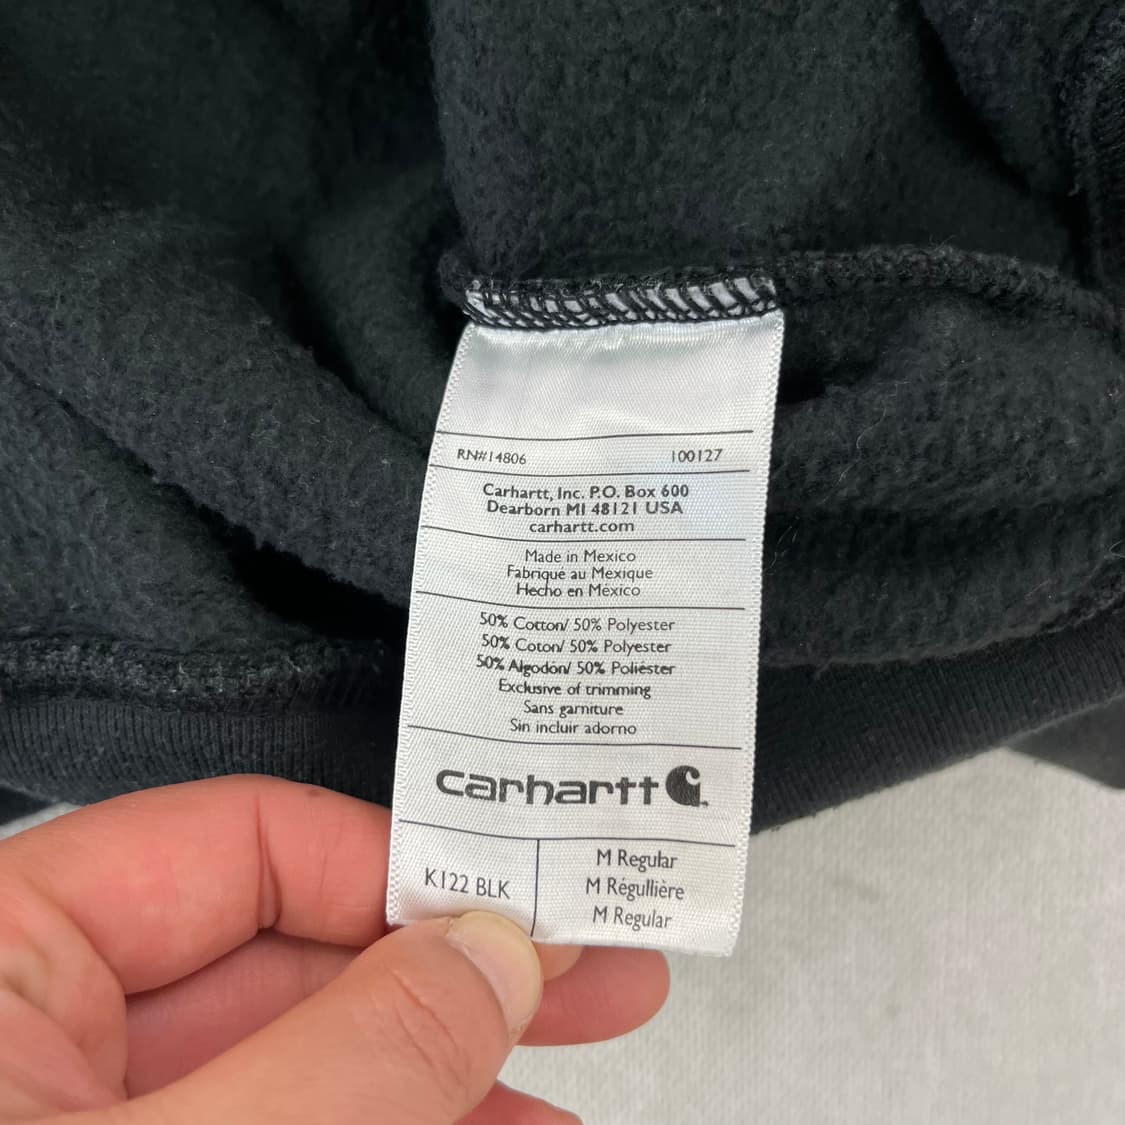 RN#14806 100127
Carhartt, Inc. P.O. Box 600
Dearborn MI 48121 USA
carhartt.com
Made in Mexico
Fabriqué au Mexique
Hecho en México
50% Cotton/ 50% Polyester
50% Coton/ 50% Polyester
50% Algodón/ 50% Poliéster
Exclusive of trimming
Sans garniture
Sin incluir adorno
carhartt
K122 BLK
M Regular
M Régullière
M Regular